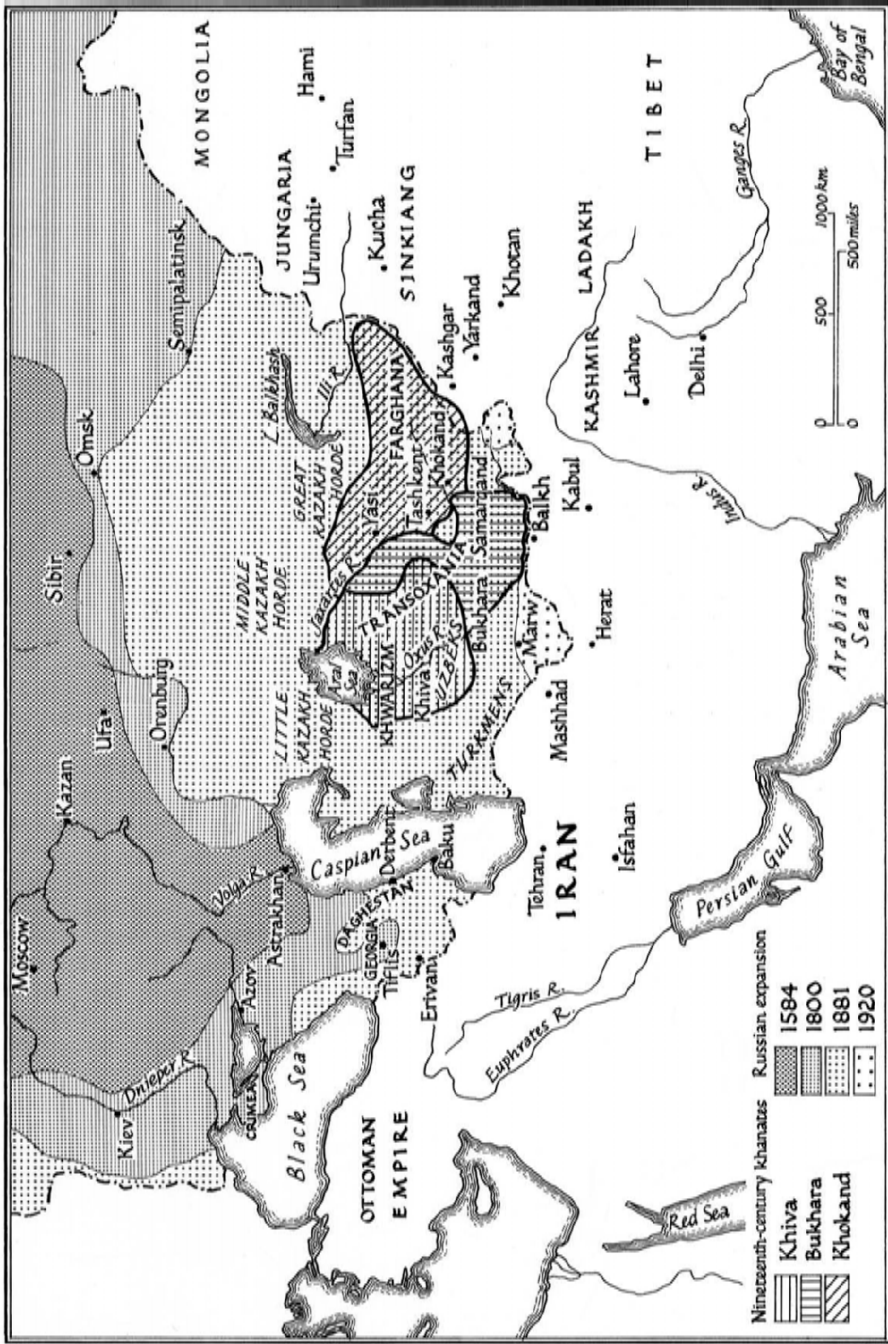 MONGOLIA
Hami
Turfan
JUNGARIA
Urumchi
Kucha
SINKIANG
Khotan
Yarkand
Kashgar
TIBET
LADAKH
KASHMIR
Lahore
Delhi
Ganges R.
Bay of
Bengal
Semipalatinsk
L. Balkhash
Ili R.
Omsk
Sibir
GREAT
KAZAKH
HORDE
MIDDLE
KAZAKH
HORDE
LITTLE
KAZAKH
HORDE
FARGHANA
Khokand
Tashkent
Yasi
Jaxartes R.
TRANSOXANIA
Samarqand
Bukhara
Aral
Sea
KHWARIZM
Khiva
Oxus R.
UZBEKS
TURKMENS
Balkh
Kabul
Marw
Herat
Mashhad
Indus R.
Arabian
Sea
Orenburg
Ufa
Kazan
Moscow
Volga R.
Astrakhan
Caspian Sea
Derbent
Baku
DAGHESTAN
GEORGIA
Tiflis
Erivan
Azov
CRIMEA
Dnieper R.
Kiev
Black Sea
OTTOMAN
EMPIRE
Tehran
IRAN
Isfahan
Persian Gulf
Tigris R.
Euphrates R.
Red Sea
0 500 1000 km
0 500 miles
Nineteenth-century khanates
Khiva
Bukhara
Khokand
Russian expansion
1584
1800
1881
1920